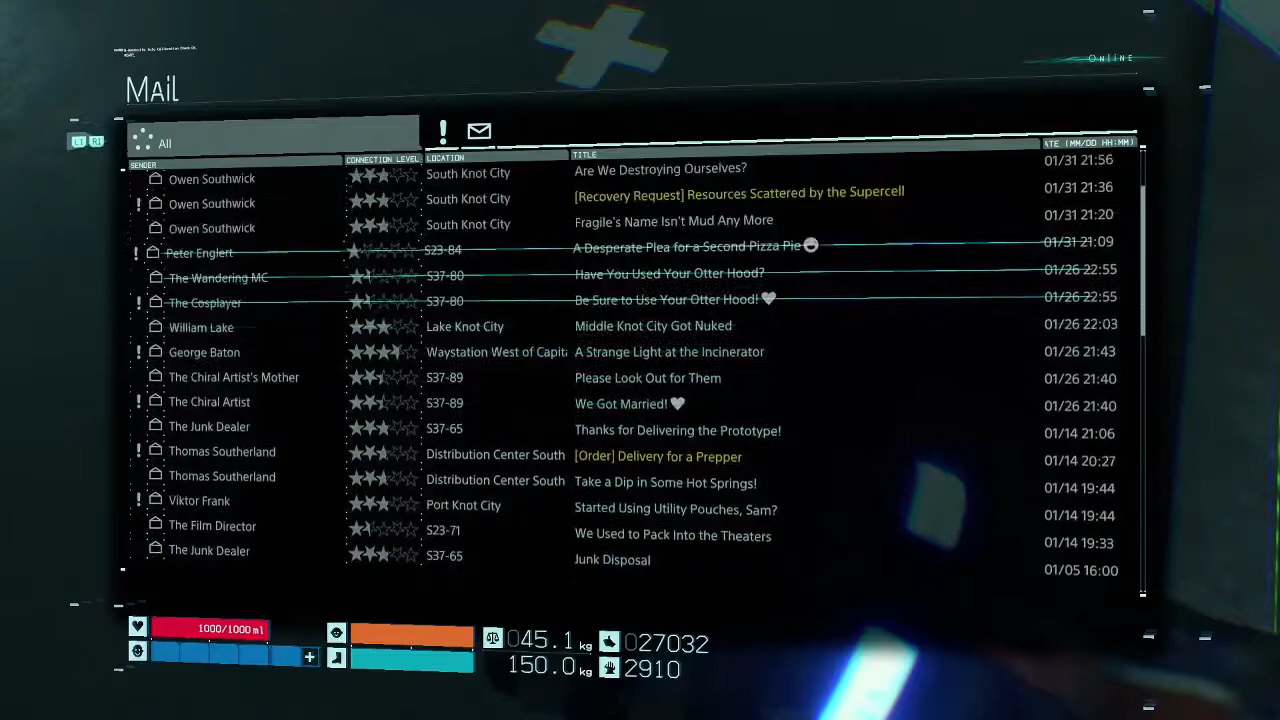 MAiL
OnLinE
L1 R1
All
SENDER CONNECTION LEVEL LOCATION TITLE ATE (MM/DD HH:MM)
Owen Southwick South Knot City Are We Destroying Ourselves? 01/31 21:56
Owen Southwick South Knot City [Recovery Request] Resources Scattered by the Supercell 01/31 21:36
Owen Southwick South Knot City Fragile's Name Isn't Mud Any More 01/31 21:20
Peter Englert S23-84 A Desperate Plea for a Second Pizza Pie 01/31 21:09
The Wandering MC S37-80 Have You Used Your Otter Hood? 01/26 22:55
The Cosplayer S37-80 Be Sure to Use Your Otter Hood! 01/26 22:55
William Lake Lake Knot City Middle Knot City Got Nuked 01/26 22:03
George Baton Waystation West of Capit A Strange Light at the Incinerator 01/26 21:43
The Chiral Artist's Mother S37-89 Please Look Out for Them 01/26 21:40
The Chiral Artist S37-89 We Got Married! 01/26 21:40
The Junk Dealer S37-65 Thanks for Delivering the Prototype! 01/14 21:06
Thomas Southerland Distribution Center South [Order] Delivery for a Prepper 01/14 20:27
Thomas Southerland Distribution Center South Take a Dip in Some Hot Springs! 01/14 19:44
Viktor Frank Port Knot City Started Using Utility Pouches, Sam? 01/14 19:44
The Film Director S23-71 We Used to Pack Into the Theaters 01/14 19:33
The Junk Dealer S37-65 Junk Disposal 01/05 16:00
1000/1000 ml 045.1 kg 027032
150.0 kg 2910